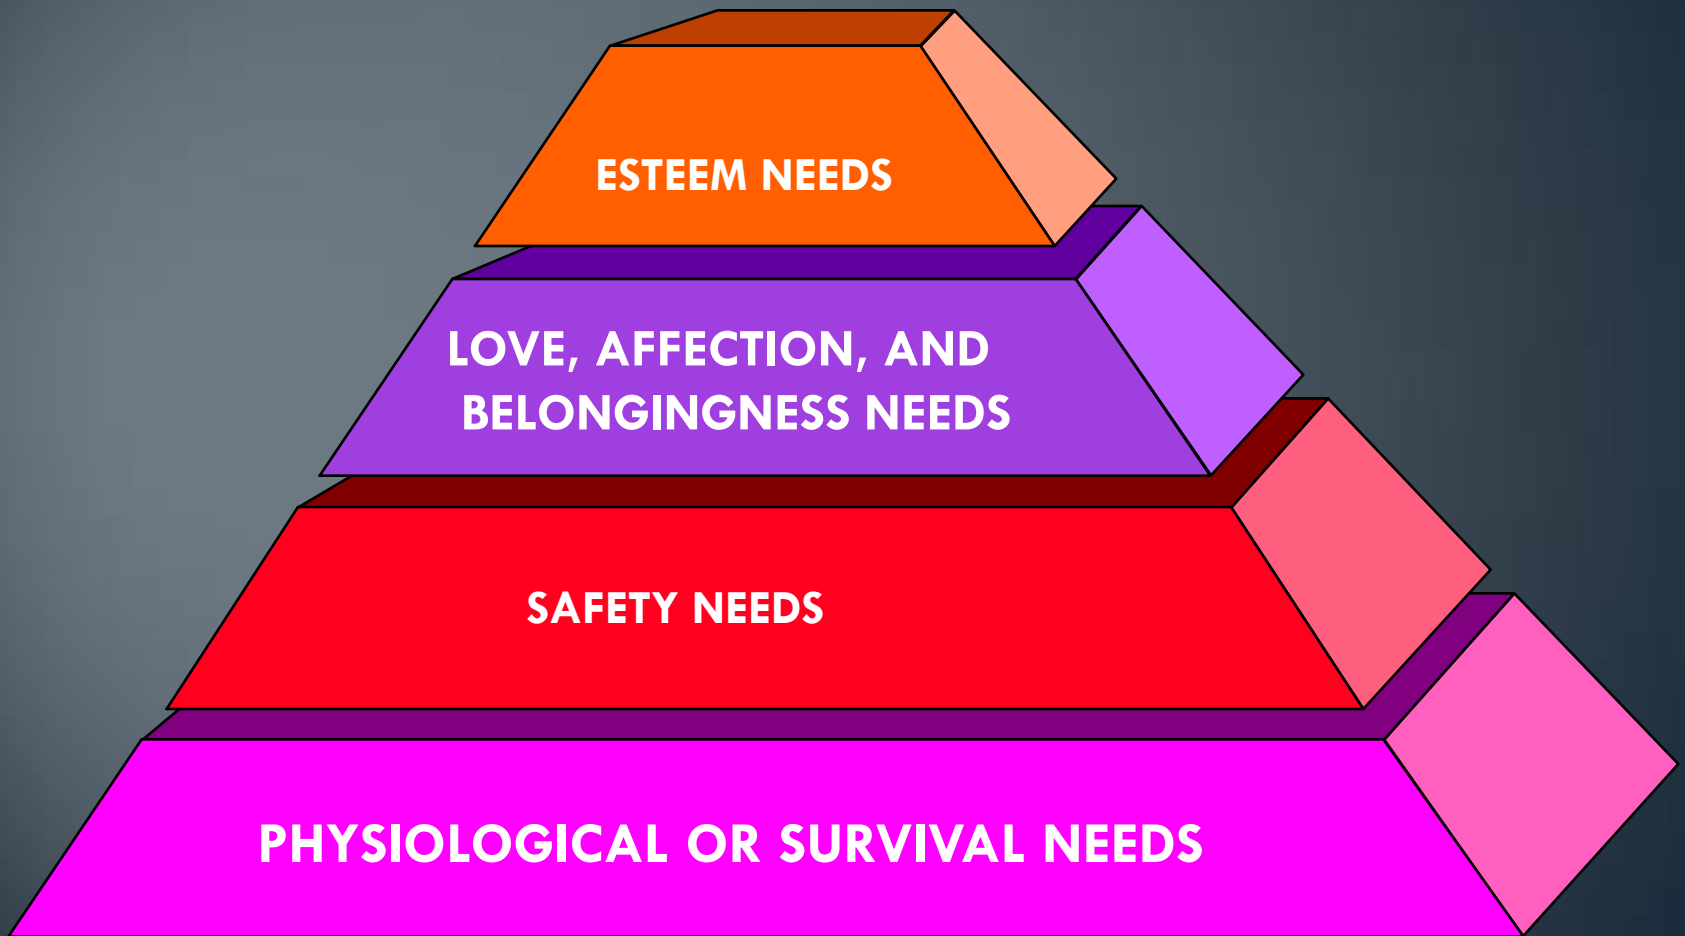 ESTEEM NEEDS
LOVE, AFFECTION, AND
BELONGINGNESS NEEDS
SAFETY NEEDS
PHYSIOLOGICAL OR SURVIVAL NEEDS